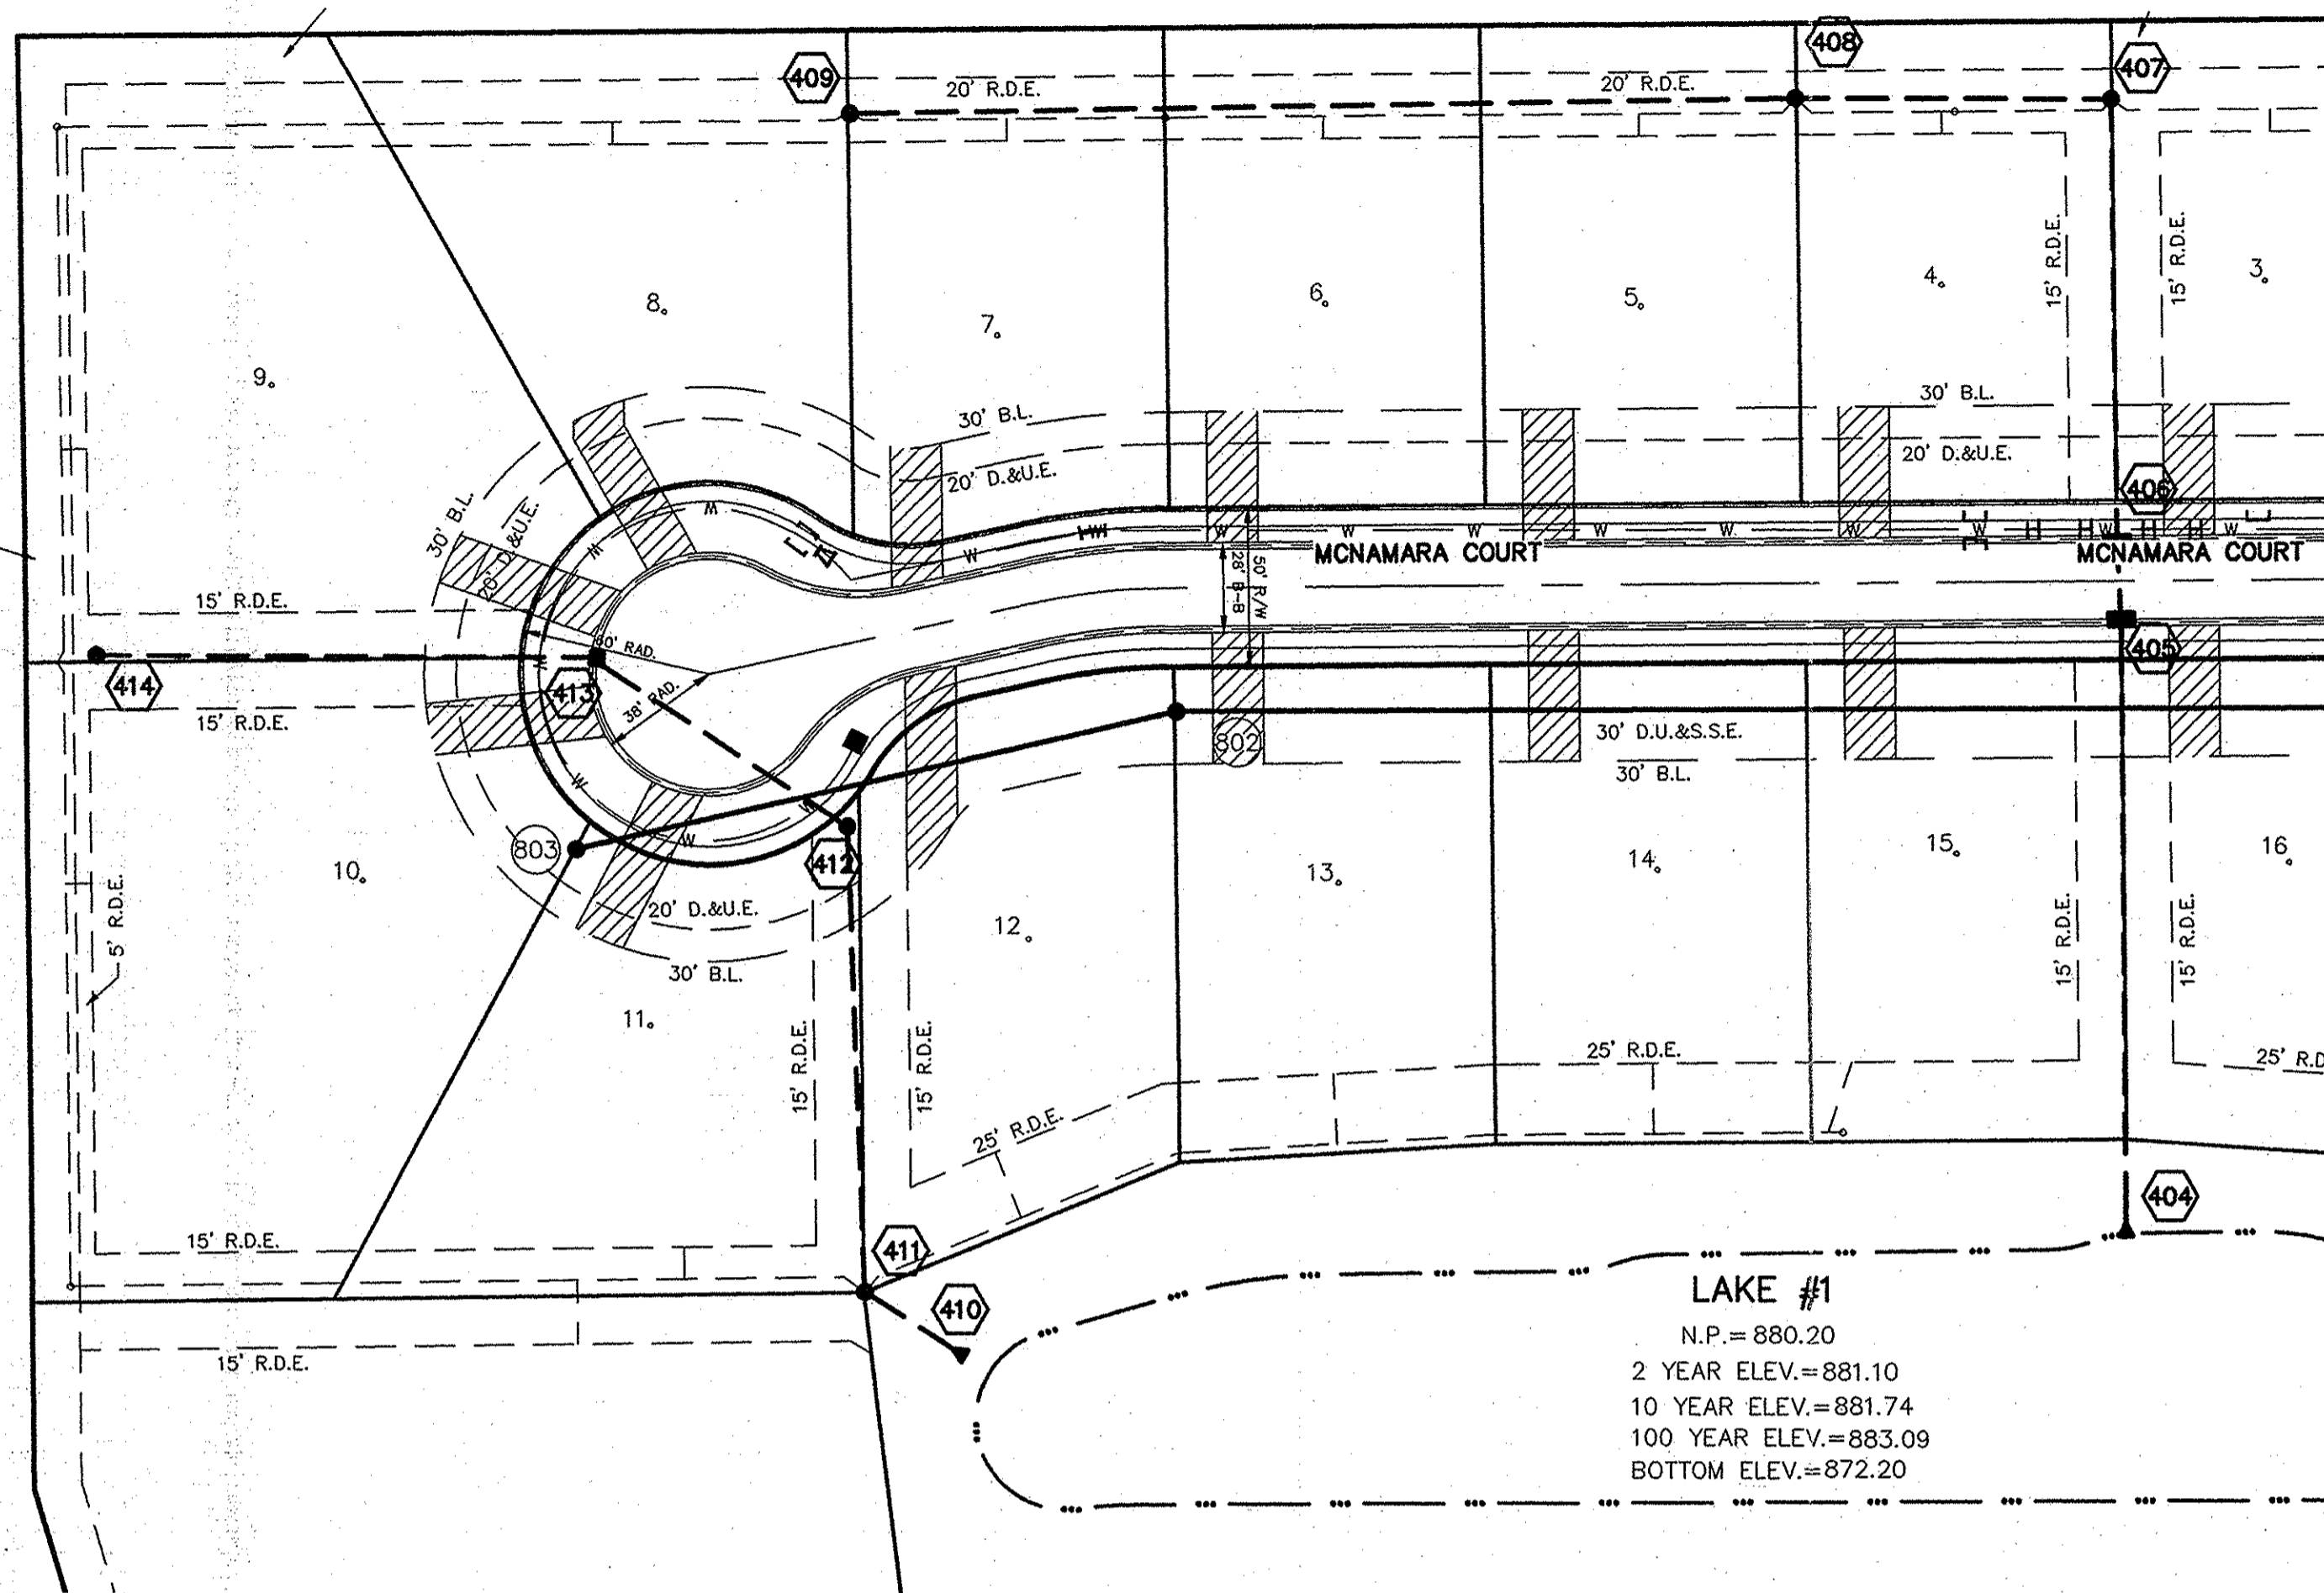 408
409
407
20' R.D.E.
20' R.D.E.
15' R.D.E.
15' R.D.E.
3
4
6
5
8
7
9
30' B.L.
30' B.L.
20' D.&U.E.
20' D.&U.E.
406
30' B.L.
20' D.&U.E.
W W W W W W W W W W W W
MCNAMARA COURT
MCNAMARA COURT
50' R/W
28' B-B
15' R.D.E.
60' RAD.
405
414
413
38' RAD.
15' R.D.E.
802
30' D.U.&S.S.E.
30' B.L.
W W W W W W
803
412
10
13
14
15
16
5' R.D.E.
20' D.&U.E.
12
15' R.D.E.
15' R.D.E.
30' B.L.
11
15' R.D.E.
15' R.D.E.
25' R.D.E.
25' R.D
25' R.D.E.
404
15' R.D.E.
411
410
LAKE #1
N.P.=880.20
2 YEAR ELEV.=881.10
15' R.D.E.
10 YEAR ELEV.=881.74
100 YEAR ELEV.=883.09
BOTTOM ELEV.=872.20